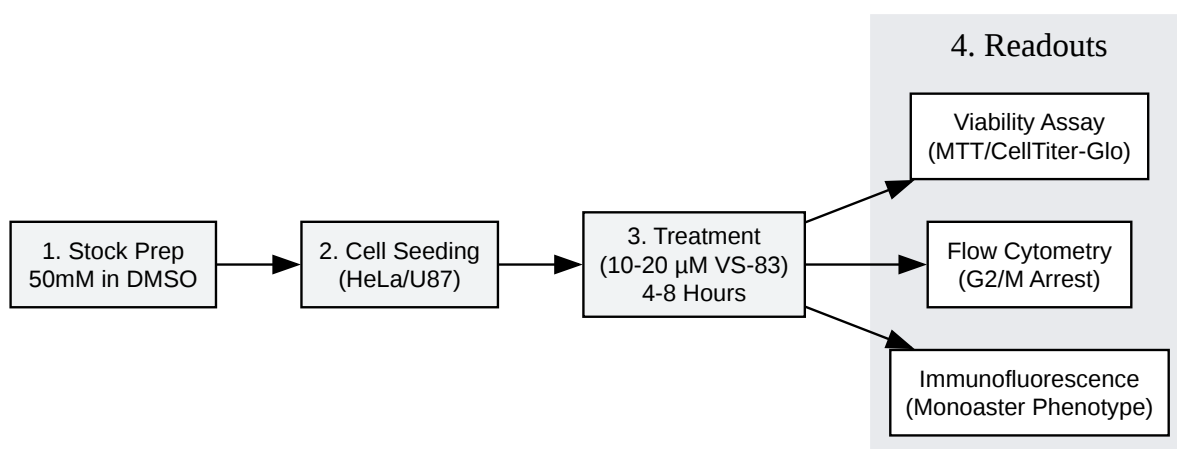 1. Stock Prep
50mM in DMSO
2. Cell Seeding
(HeLa/U87)
3. Treatment
(10-20 µM VS-83)
4-8 Hours
4. Readouts
Viability Assay
(MTT/CellTiter-Glo)
Flow Cytometry
(G2/M Arrest)
Immunofluorescence
(Monoaster Phenotype)